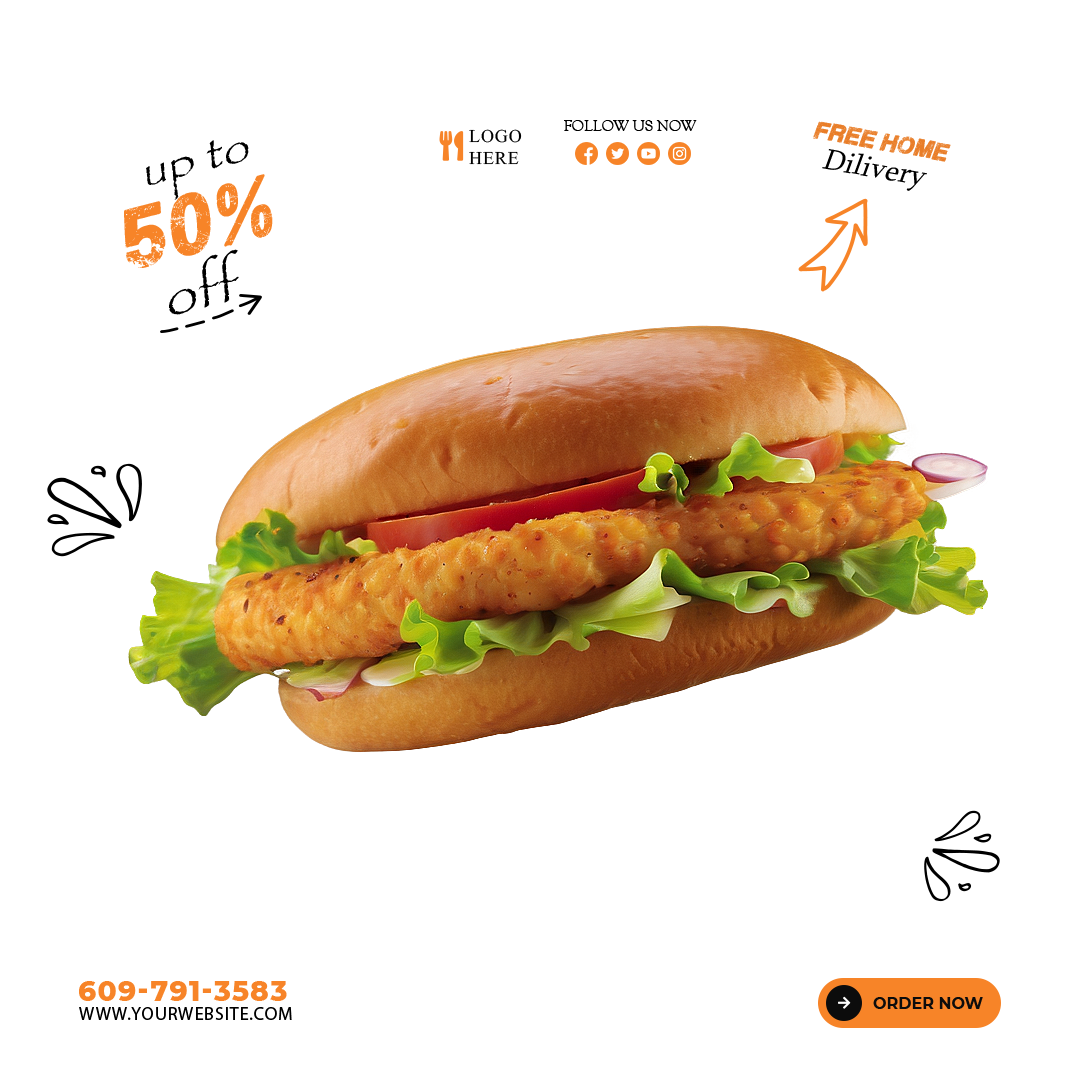 up to
50%
off
LOGO
HERE
FOLLOW US NOW
FREE HOME
Dilivery
609-791-3583
WWW.YOURWEBSITE.COM
ORDER NOW